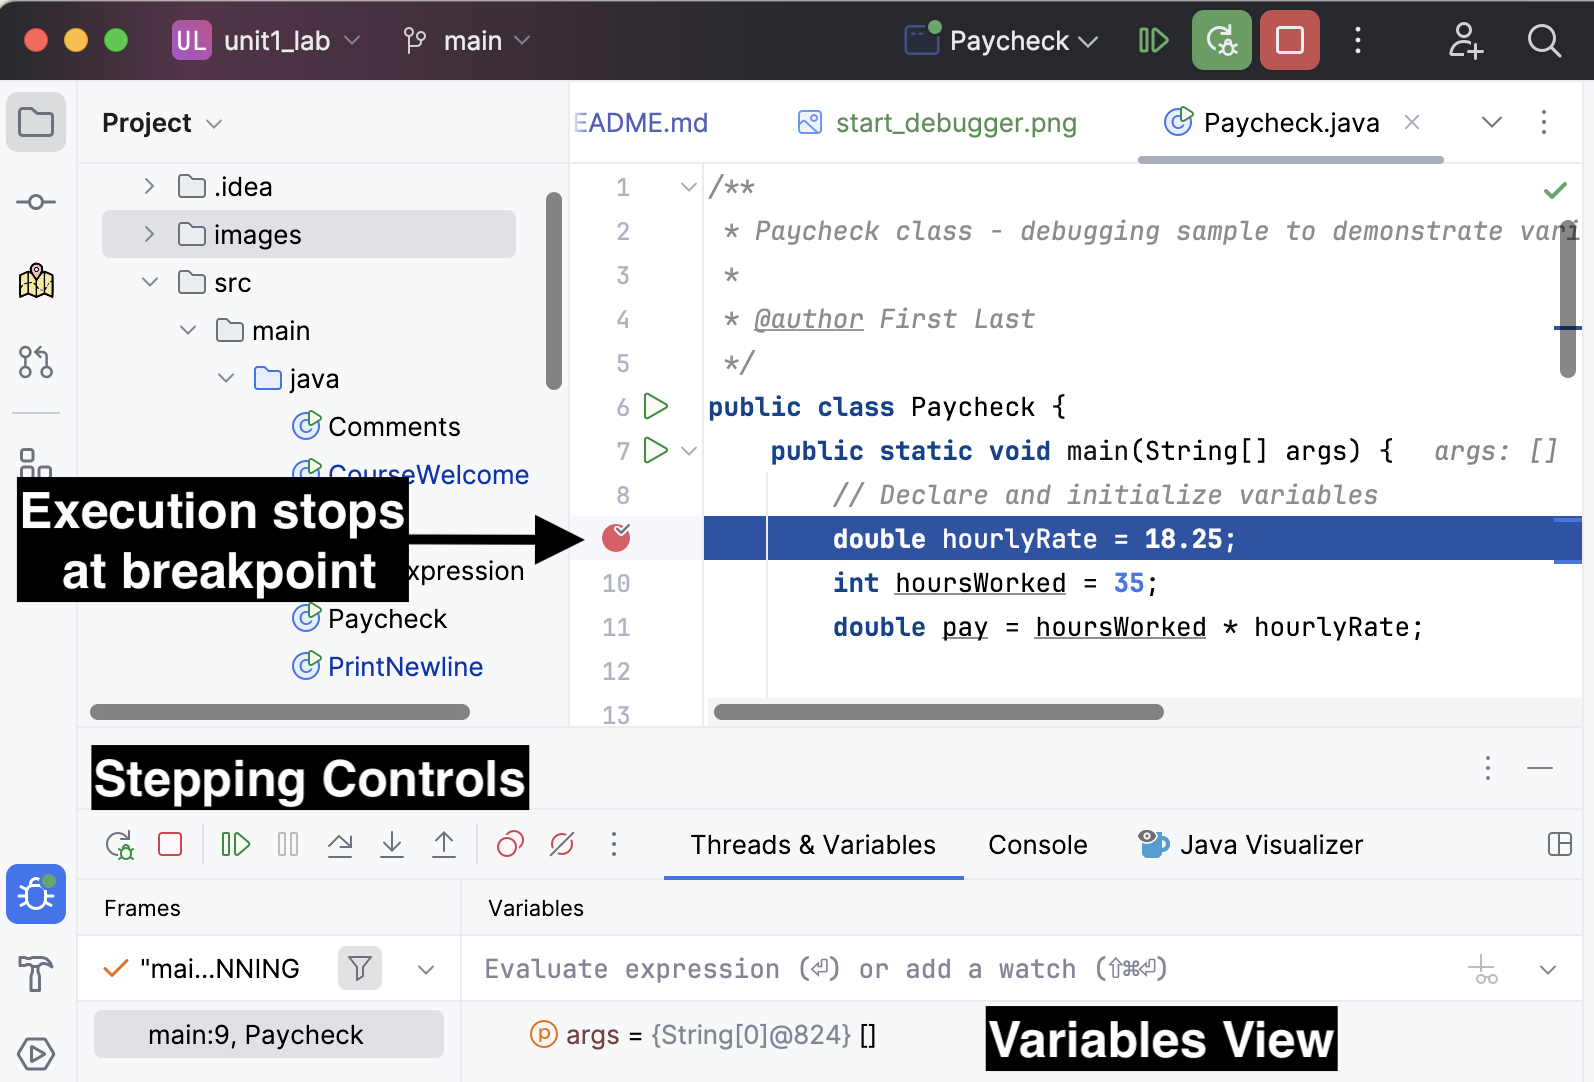 UL unit1_lab main Paycheck
Project
EADME.md start_debugger.png Paycheck.java
.idea
images
src
main
java
Comments
CourseWelcome
xpression
Paycheck
PrintNewline
Execution stops
at breakpoint
1 /**
2 * Paycheck class - debugging sample to demonstrate vari
3 *
4 * @author First Last
5 */
6 public class Paycheck {
7 public static void main(String[] args) { args: []
8 // Declare and initialize variables
double hourlyRate = 18.25;
10 int hoursWorked = 35;
11 double pay = hoursWorked * hourlyRate;
12
13
Stepping Controls
Threads & Variables Console Java Visualizer
Frames Variables
"mai...NNING Evaluate expression (⏎) or add a watch (⇧⌘⏎)
main:9, Paycheck p args = {String[0]@824} []
Variables View